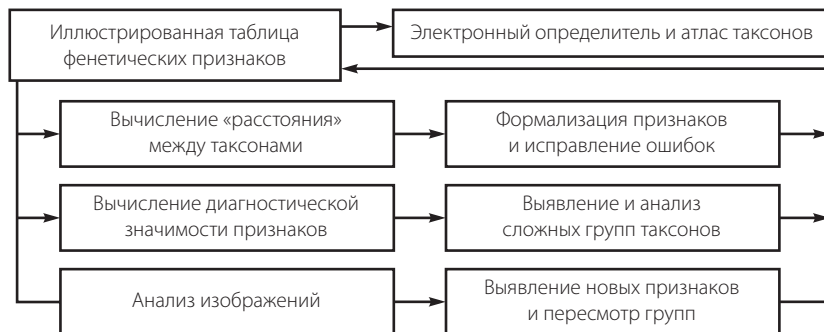 Иллюстрированная таблица
фенетических признаков
Электронный определитель и атлас таксонов
Вычисление «расстояния»
между таксонами
Формализация признаков
и исправление ошибок
Вычисление диагностической
значимости признаков
Выявление и анализ
сложных групп таксонов
Анализ изображений
Выявление новых признаков
и пересмотр групп